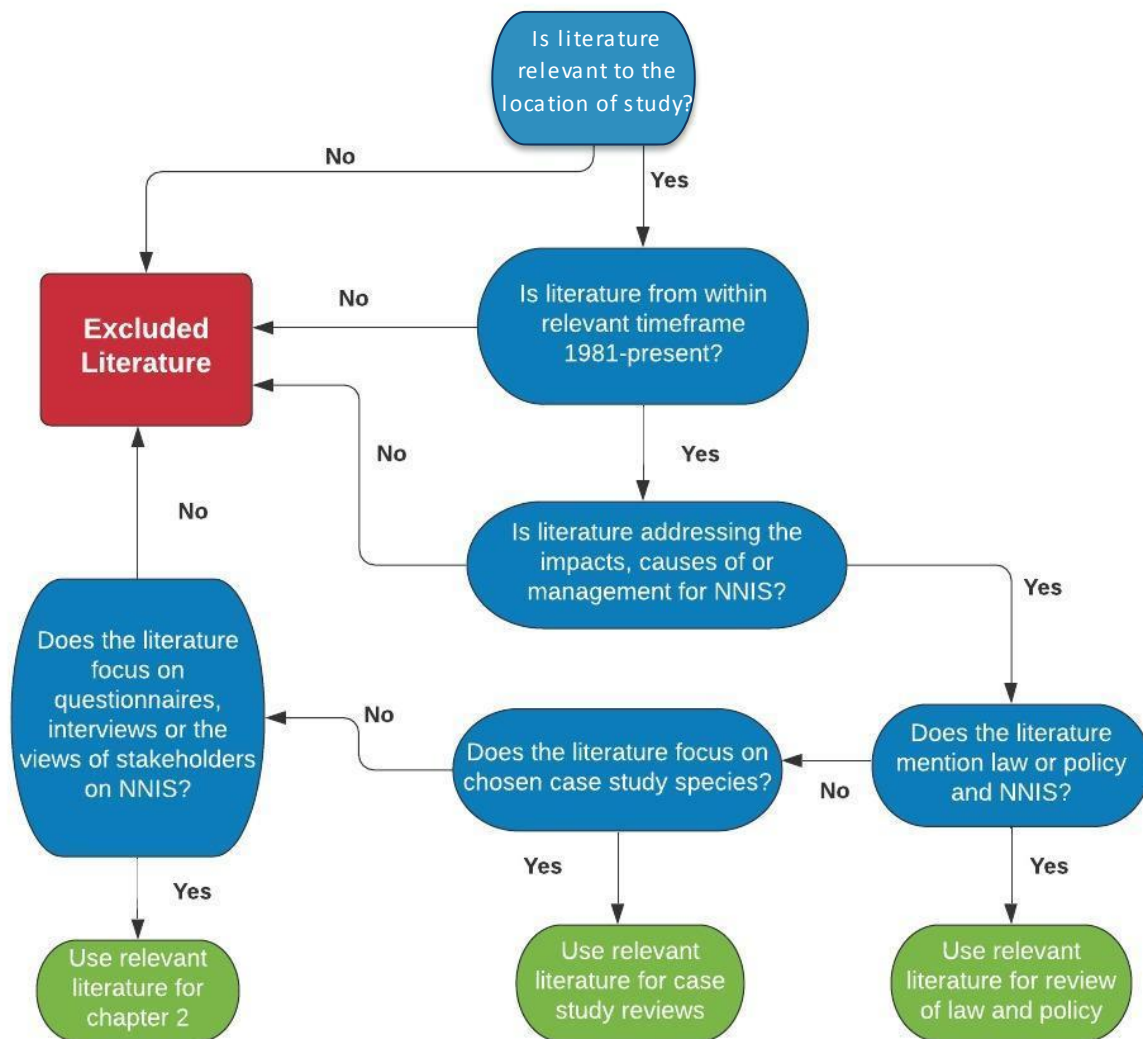 Is literature
relevant to the
location of study?
No
Yes
Is literature from within
relevant timeframe
1981-present?
No
Excluded
Literature
Yes
No
Is literature addressing the
impacts, causes of or
management for NNIS?
Yes
No
Does the literature
focus on
questionnaires,
interviews or the
views of stakeholders
on NNIS?
No
Does the literature focus on
chosen case study species?
No
Does the literature
mention law or policy
and NNIS?
Yes
Yes
Yes
Use relevant
literature for
chapter 2
Use relevant
literature for case
study reviews
Use relevant
literature for review
of law and policy